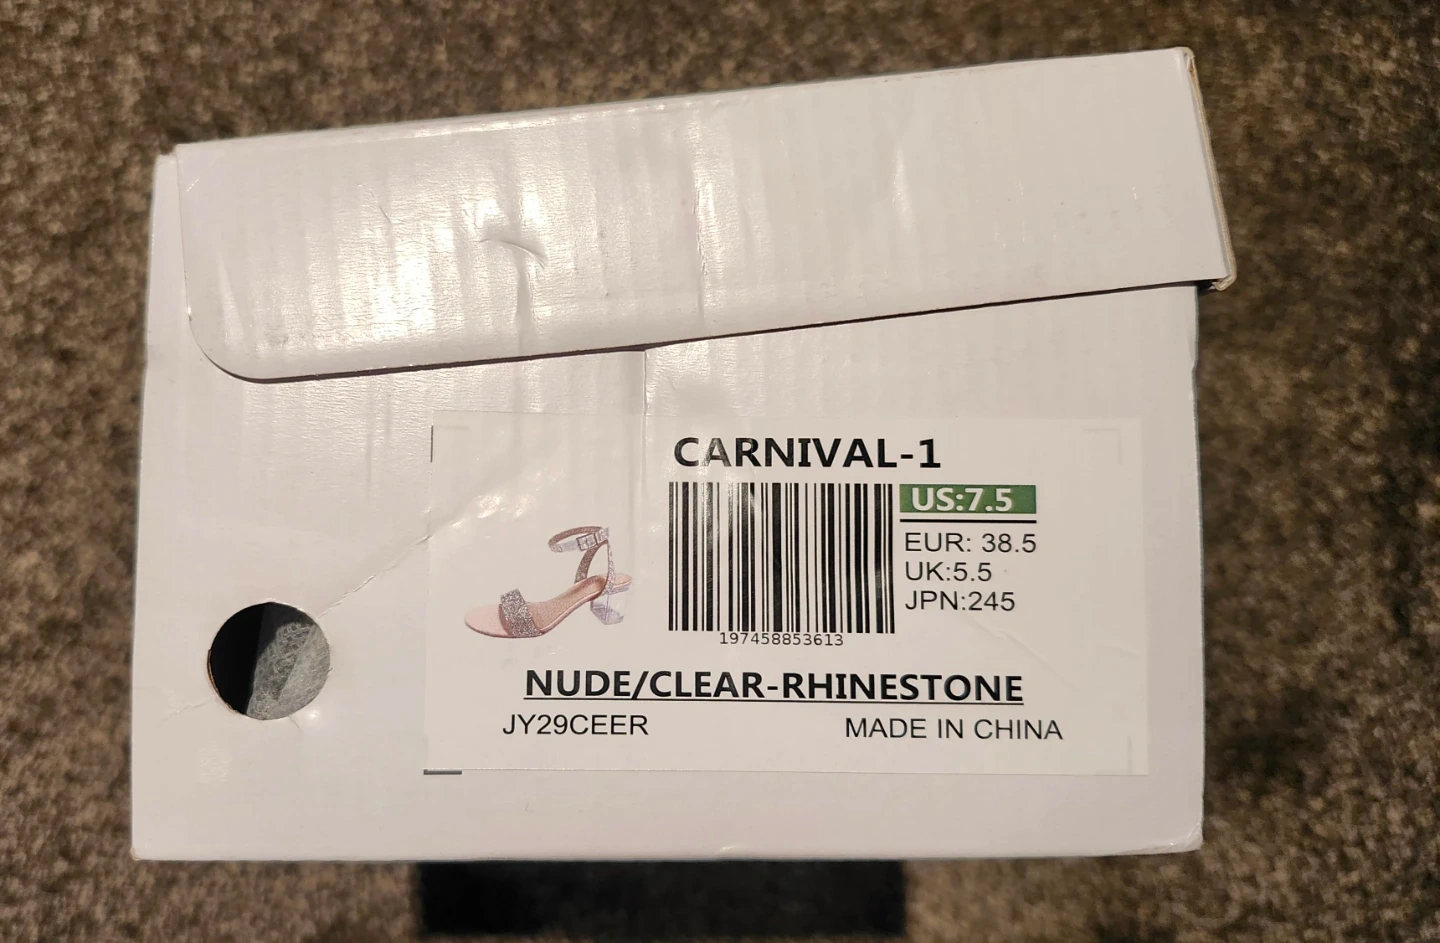 CARNIVAL-1
US:7.5
EUR: 38.5
UK:5.5
JPN:245
197458853613
NUDE/CLEAR-RHINESTONE
JY29CEER
MADE IN CHINA